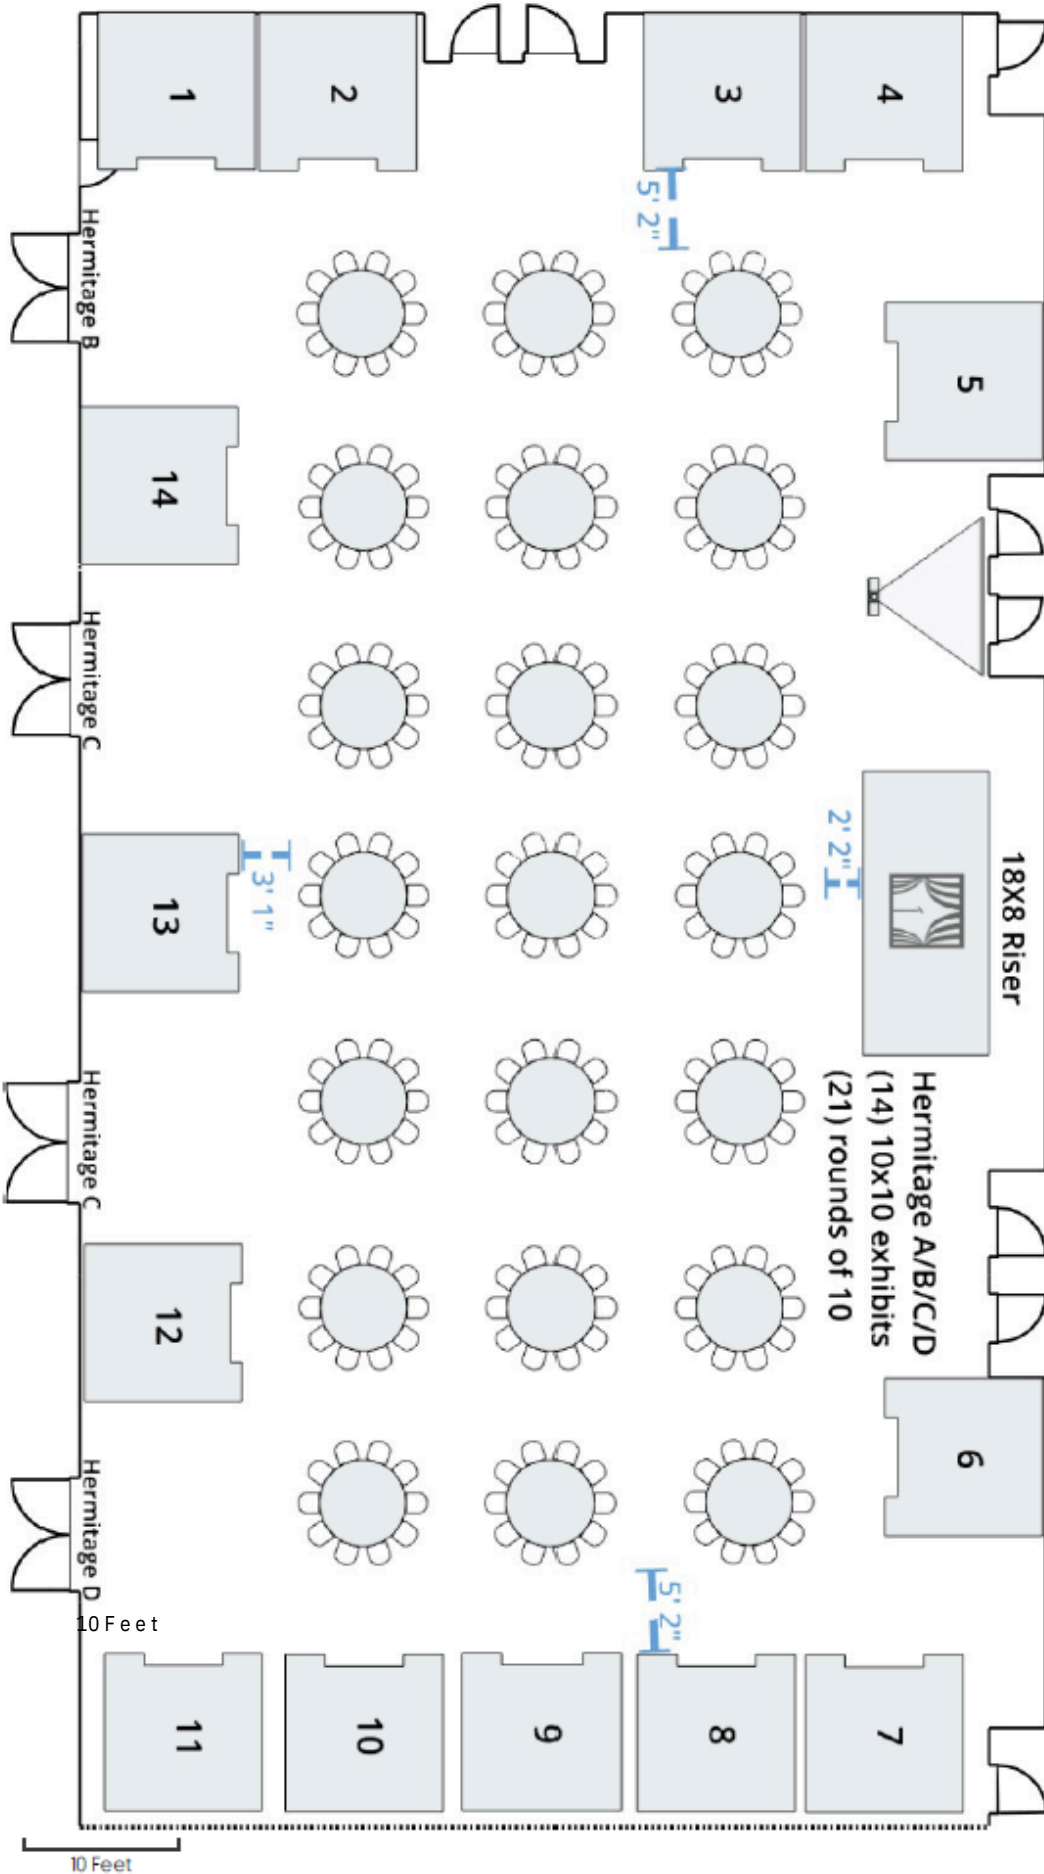 1
2
3
4
5' 2"
Hermitage B
5
14
Hermitage C
2' 2"
18X8 Riser
1
3' 1"
13
Hermitage A/B/C/D
(14) 10x10 exhibits
(21) rounds of 10
Hermitage C
12
6
Hermitage D
5' 2"
10 Feet
11
10
9
8
7
10 Feet